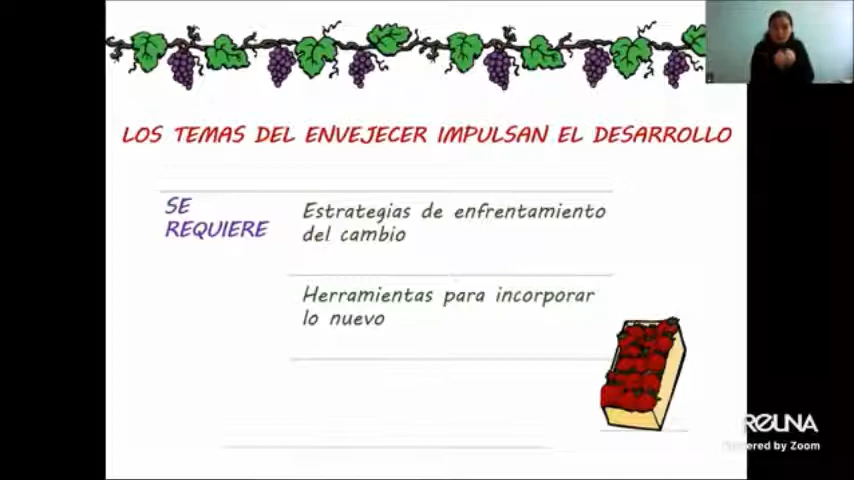 LOS TEMAS DEL ENVEJECER IMPULSAN EL DESARROLLO
SE
REQUIERE
Estrategias de enfrentamiento
del cambio
Herramientas para incorporar
lo nuevo
REUNA
Powered by Zoom